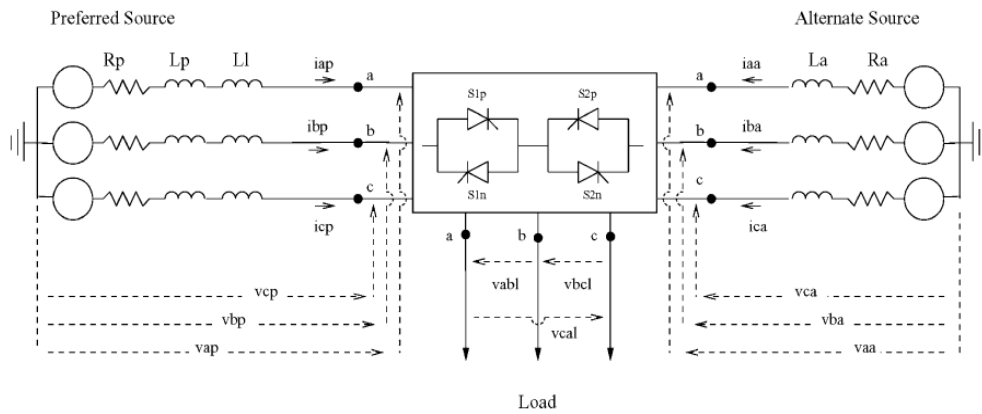 Preferred Source
Alternate Source
Rp Lp Ll iap a
a iaa La Ra
S1p S2p
ibp b
b iba
S1n S2n
icp c
c ica
a b c
vabl vbcl
vcal
vcp
vbp
vap
vca
vba
vaa
Load